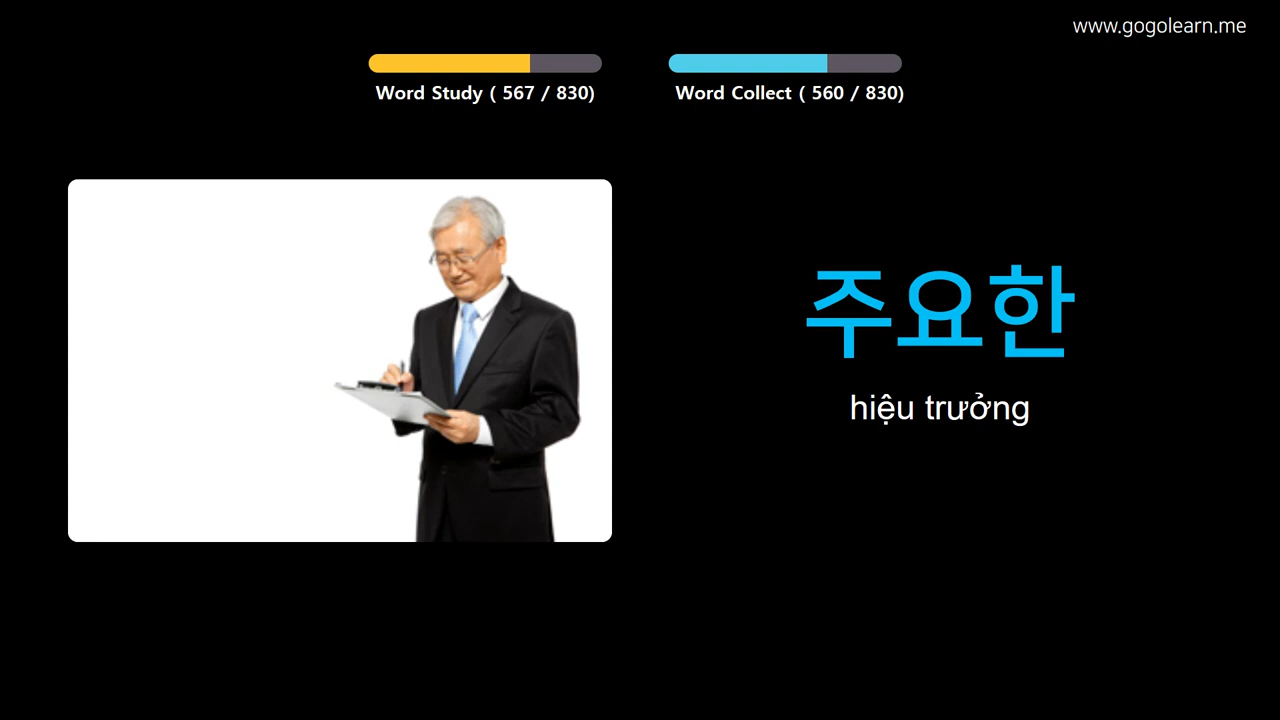 www.gogolearn.me
Word Study ( 567 / 830)
Word Collect ( 560 / 830)
주요한
hiệu trưởng